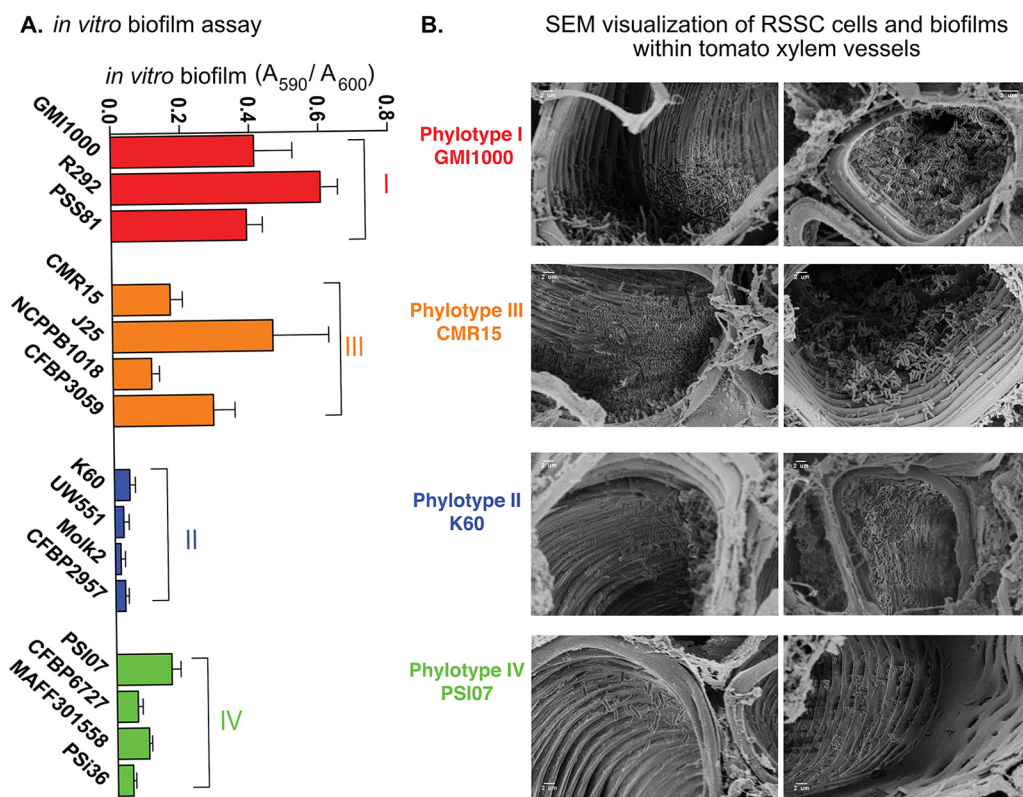 A. in vitro biofilm assay
in vitro biofilm (A590/ A600)
0.0
0.2
0.4
0.6
0.8
GMI1000
R292
PSS81
I
CMR15
J25
NCPPB1018
CFBP3059
III
K60
UW551
Molk2
CFBP2957
II
PSI07
CFBP6727
MAFF301558
PSi36
IV
B.
SEM visualization of RSSC cells and biofilms
within tomato xylem vessels
Phylotype I
GMI1000
2 um
3 um
Phylotype III
CMR15
2 um
2 um
Phylotype II
K60
2 um
Phylotype IV
PSI07
2 um
2 um